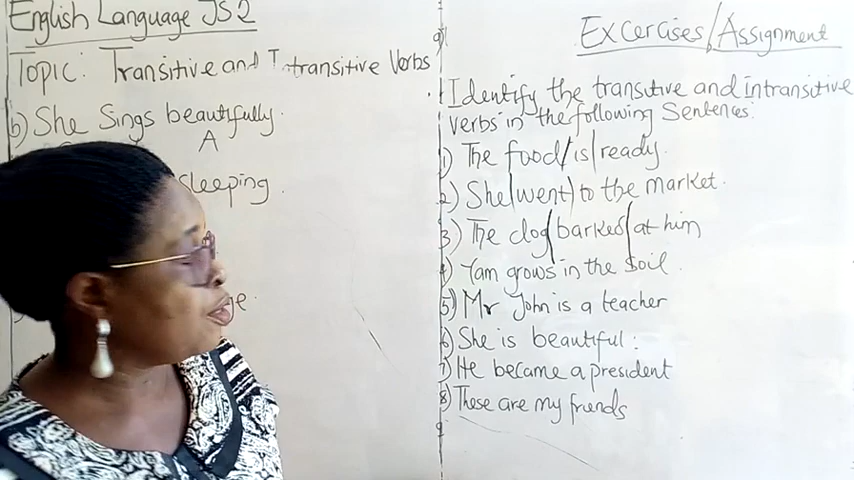 English Language JS2
Topic: Transitive and Intransitive Verbs
b) She Sings beautifully.
A
sleeping.
ge.
Excercises/Assignment
Identify the transitive and intransitive
verbs in the following Sentences:
1) The food/is/ready.
2) She/went/to the market.
3) The dog/barked/at him
4) Yam grows in the soil.
5) Mr John is a teacher
6) She is beautiful:
7) He became a president
8) These are my friends